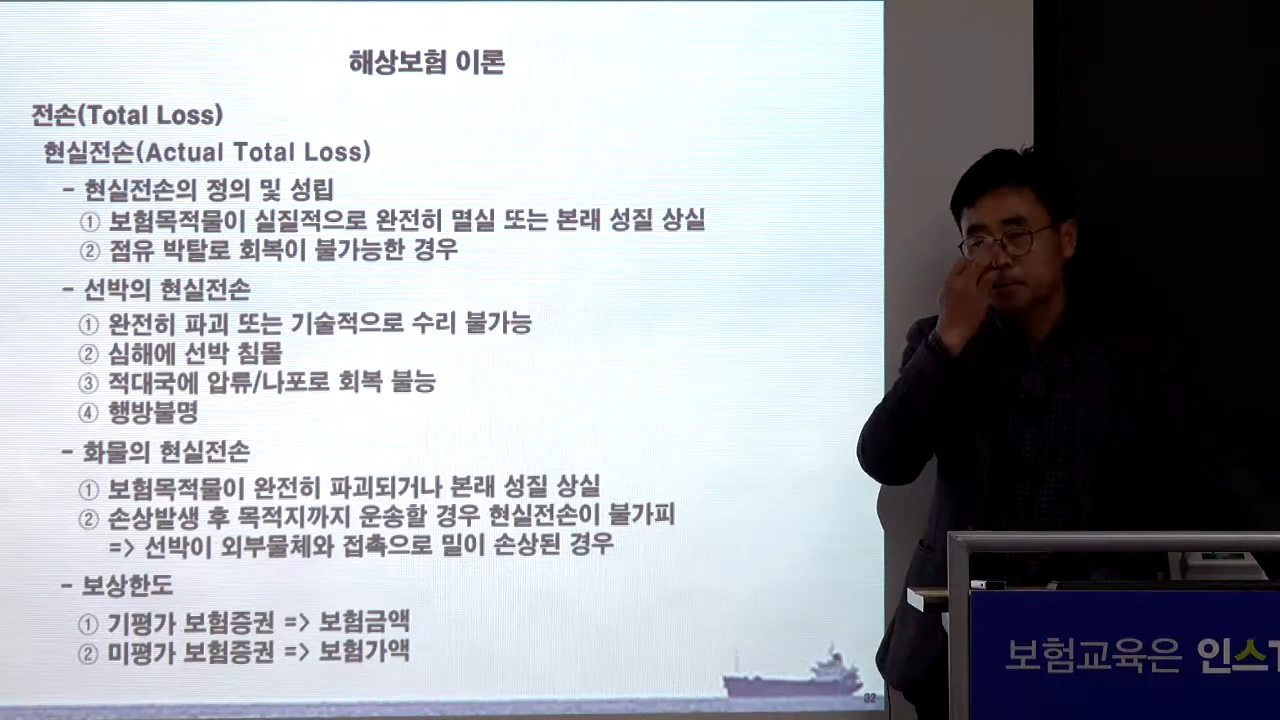 해상보험 이론
전손(Total Loss)
현실전손(Actual Total Loss)
- 현실전손의 정의 및 성립
① 보험목적물이 실질적으로 완전히 멸실 또는 본래 성질 상실
② 점유 박탈로 회복이 불가능한 경우
- 선박의 현실전손
① 완전히 파괴 또는 기술적으로 수리 불가능
② 심해에 선박 침몰
③ 적대국에 압류/나포로 회복 불능
④ 행방불명
- 화물의 현실전손
① 보험목적물이 완전히 파괴되거나 본래 성질 상실
② 손상발생 후 목적지까지 운송할 경우 현실전손이 불가피
=> 선박이 외부물체와 접촉으로 밀이 손상된 경우
- 보상한도
① 기평가 보험증권 => 보험금액
② 미평가 보험증권 => 보험가액
32
보험교육은 인스